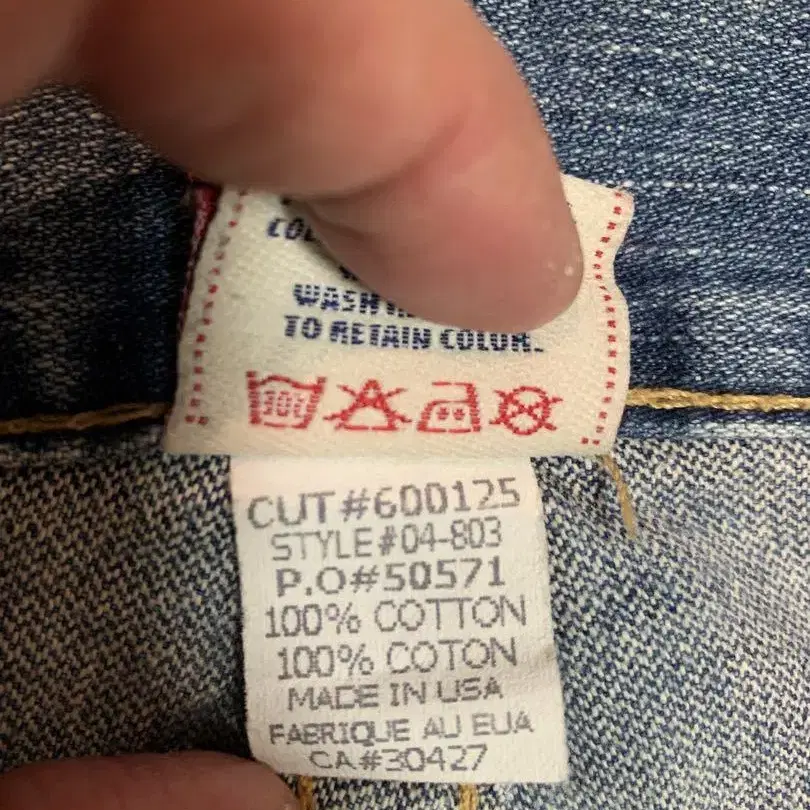 TO RETAIN COLOR.
CUT#600125
STYLE#04-803
P.O#50571
100% COTTON
100% COTON
MADE IN USA
FABRIQUE AU EUA
CA#30427